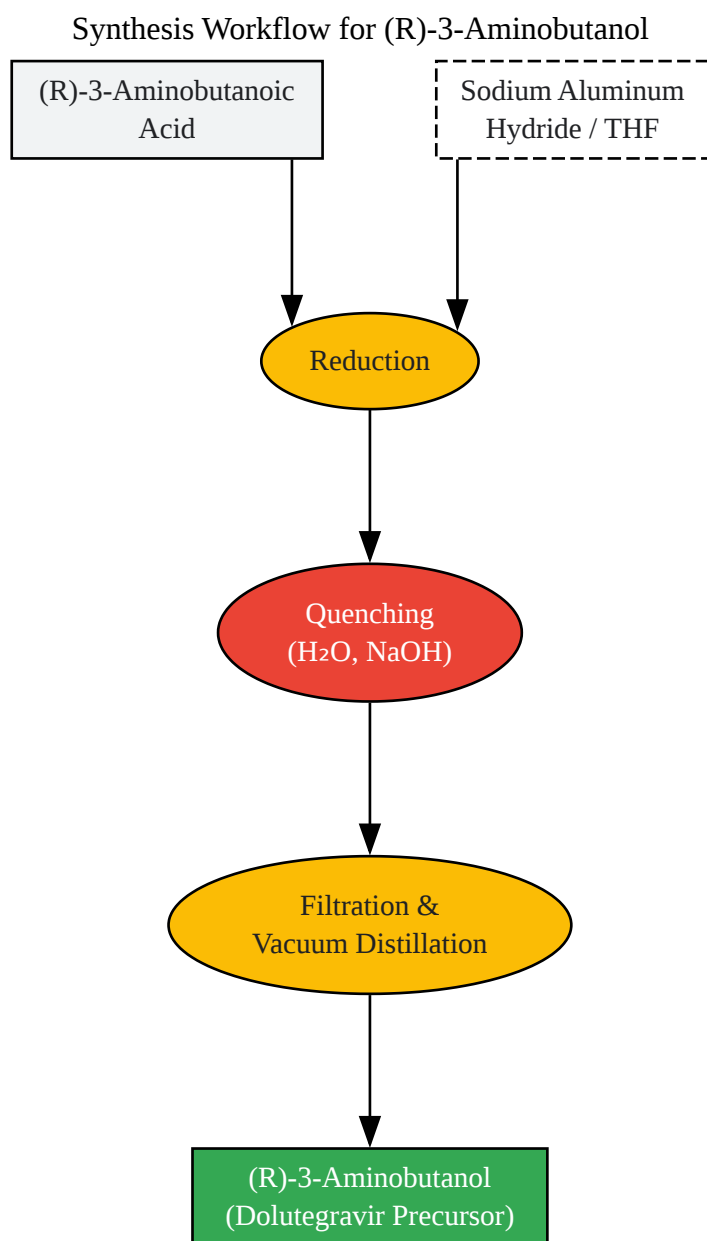 Synthesis Workflow for (R)-3-Aminobutanol
(R)-3-Aminobutanoic
Acid
Sodium Aluminum
Hydride / THF
Reduction
Quenching
(H₂O, NaOH)
Filtration &
Vacuum Distillation
(R)-3-Aminobutanol
(Dolutegravir Precursor)